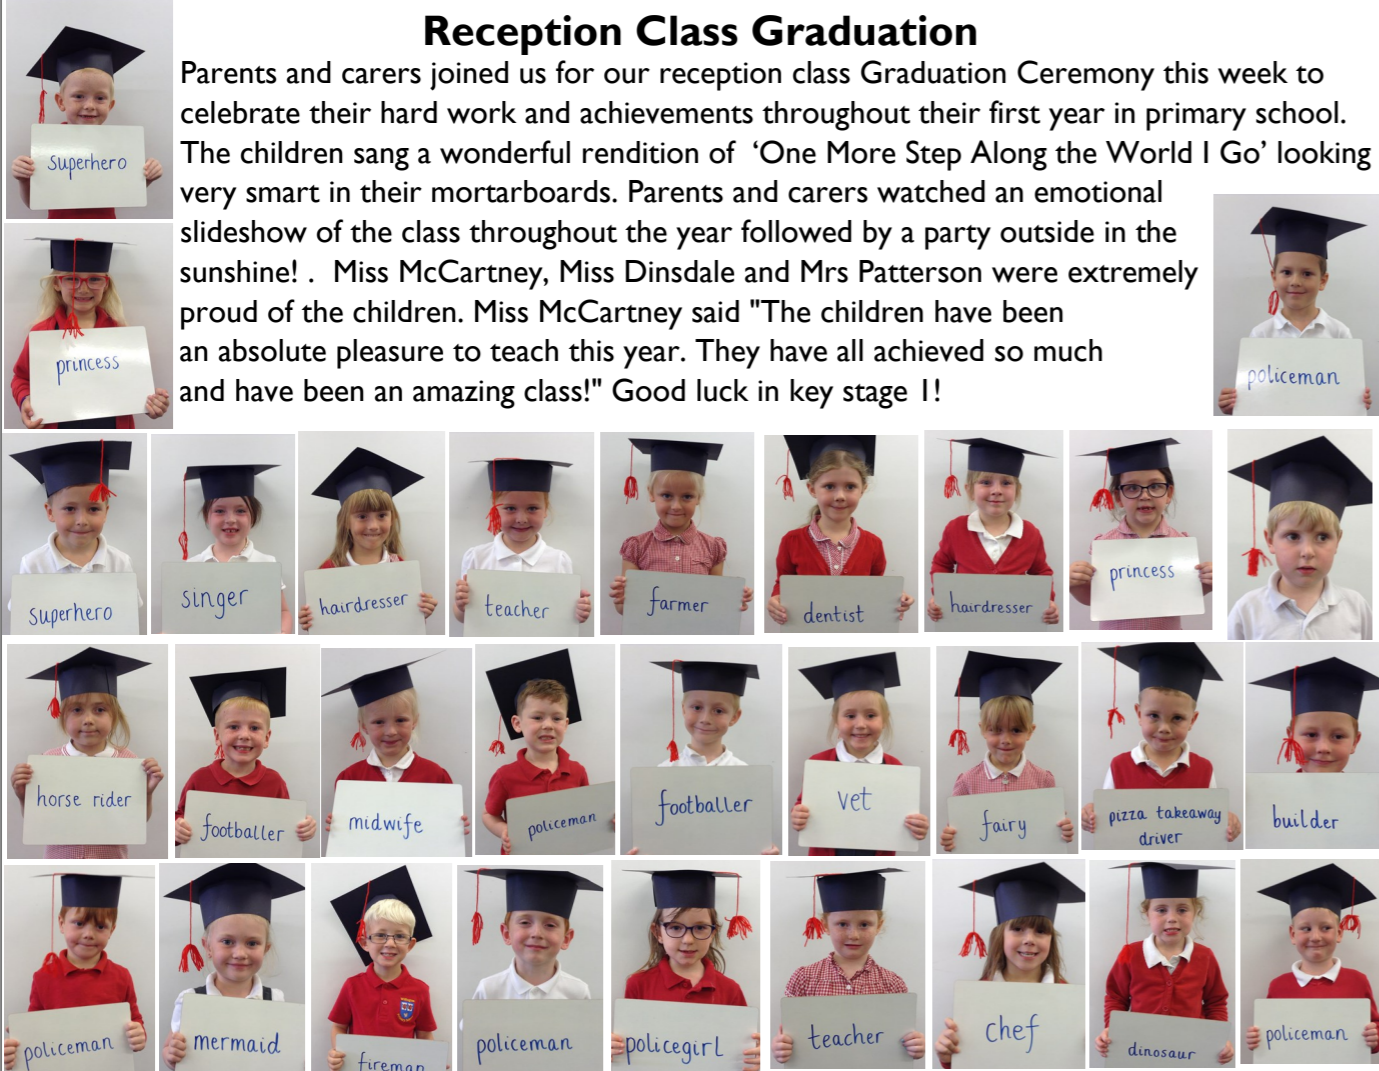 Reception Class Graduation
Parents and carers joined us for our reception class Graduation Ceremony this week to
celebrate their hard work and achievements throughout their first year in primary school.
The children sang a wonderful rendition of ‘One More Step Along the World I Go’ looking
very smart in their mortarboards. Parents and carers watched an emotional
slideshow of the class throughout the year followed by a party outside in the
sunshine! . Miss McCartney, Miss Dinsdale and Mrs Patterson were extremely
proud of the children. Miss McCartney said "The children have been
an absolute pleasure to teach this year. They have all achieved so much
and have been an amazing class!" Good luck in key stage 1!
superhero
princess
policeman
superhero
singer
hairdresser
teacher
farmer
dentist
hairdresser
princess
horse rider
footballer
midwife
policeman
footballer
vet
fairy
pizza takeaway
driver
builder
policeman
mermaid
fireman
policeman
policegirl
teacher
chef
dinosaur
policeman